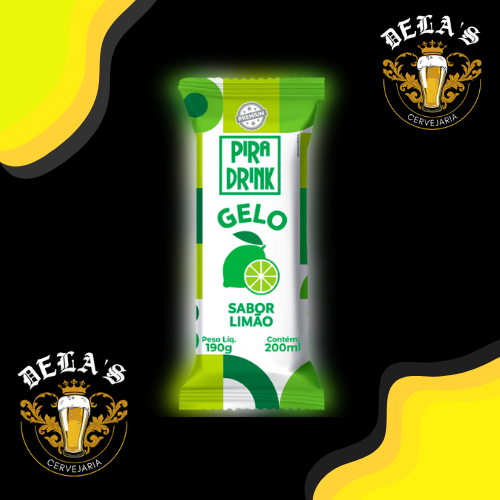 DELA'S
CERVEJARIA
PREMIUM
PIRA
DRINK
GELO
SABOR
LIMÃO
Peso Líq. Contém:
190g 200ml
DELA'S
CERVEJARIA